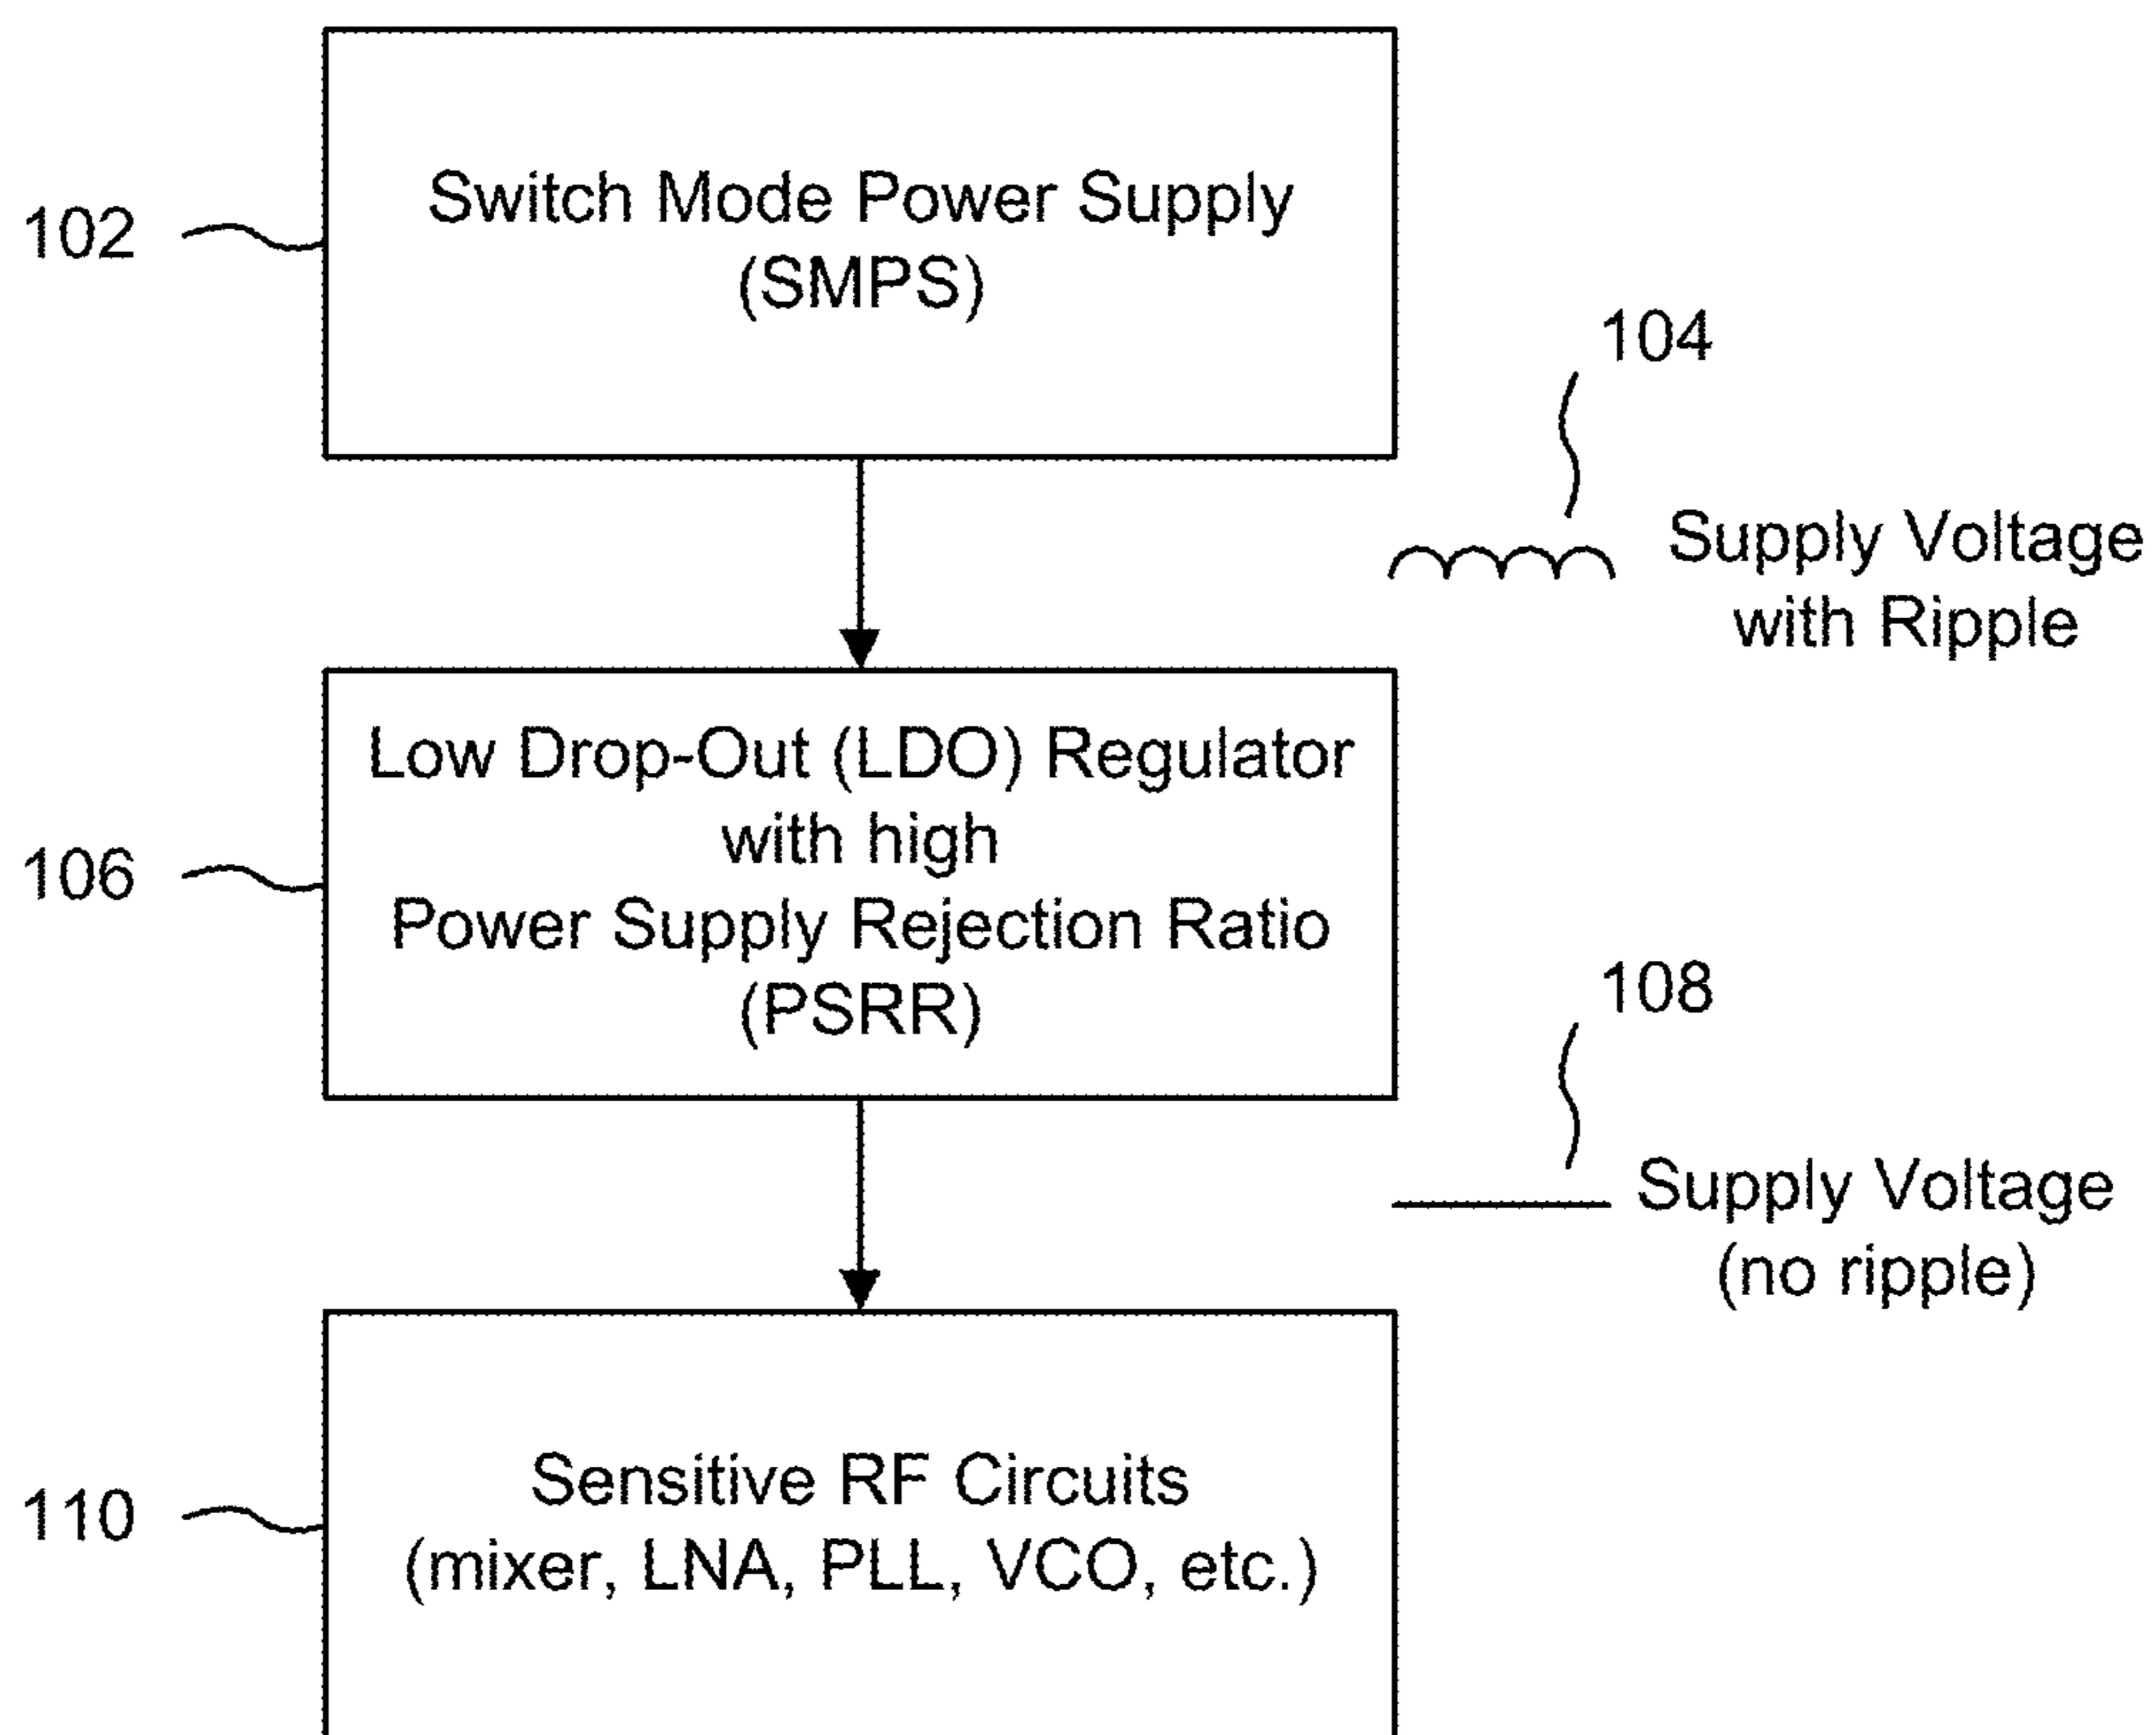 102
Switch Mode Power Supply
(SMPS)
104
Supply Voltage
with Ripple
106
Low Drop-Out (LDO) Regulator
with high
Power Supply Rejection Ratio
(PSRR)
108
Supply Voltage
(no ripple)
110
Sensitive RF Circuits
(mixer, LNA, PLL, VCO, etc.)